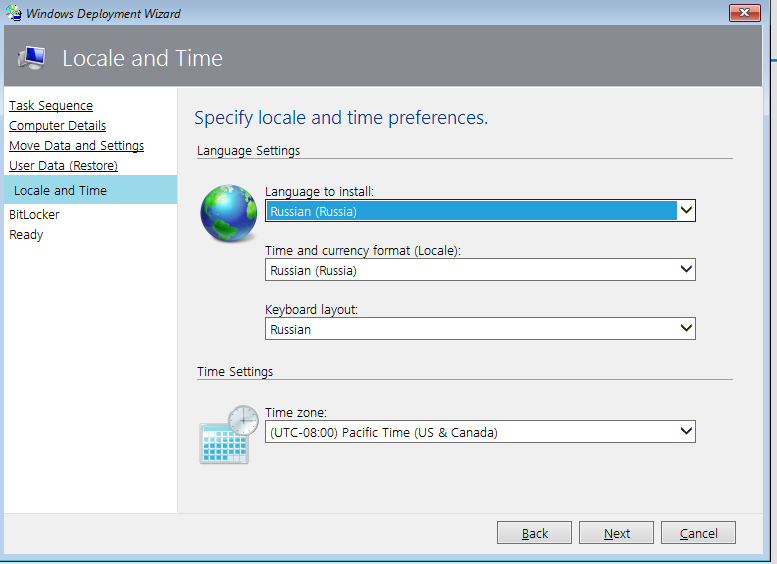 Windows Deployment Wizard
Locale and Time
Task Sequence
Computer Details
Move Data and Settings
User Data (Restore)
Locale and Time
BitLocker
Ready
Specify locale and time preferences.
Language Settings
Language to install:
Russian (Russia)
Time and currency format (Locale):
Russian (Russia)
Keyboard layout:
Russian
Time Settings
Time zone:
(UTC-08:00) Pacific Time (US & Canada)
Back Next Cancel